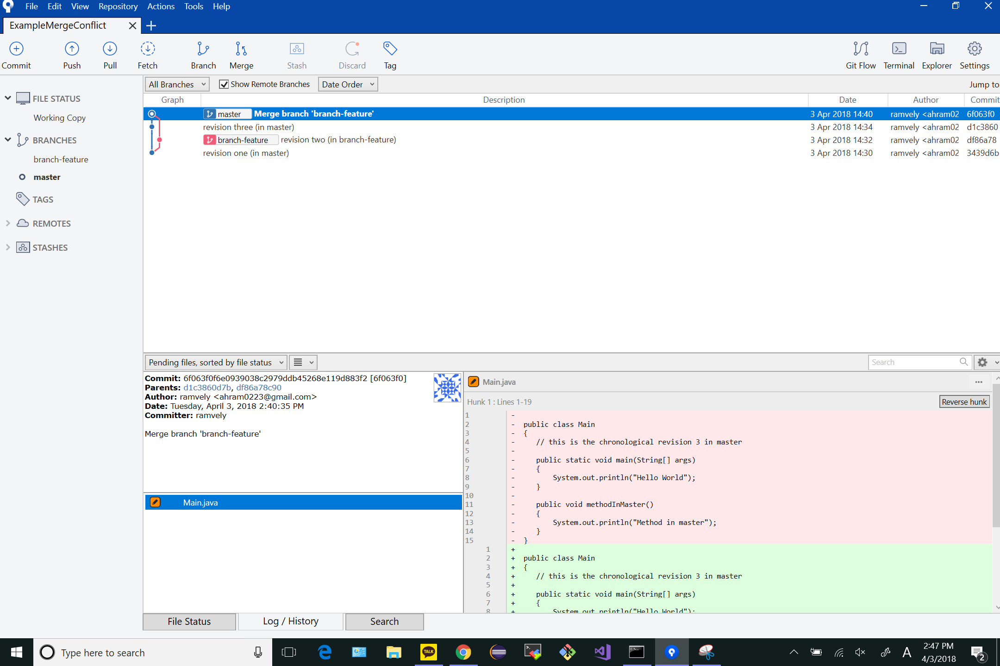 File Edit View Repository Actions Tools Help
ExampleMergeConflict
Commit Push Pull Fetch Branch Merge Stash Discard Tag Git Flow Terminal Explorer Settings
All Branches Show Remote Branches Date Order Jump to
Graph Description Date Author Commit
master Merge branch 'branch-feature' 3 Apr 2018 14:40 ramvely <ahram02 6f063f0
revision three (in master) 3 Apr 2018 14:34 ramvely <ahram02 d1c3860
branch-feature revision two (in branch-feature) 3 Apr 2018 14:32 ramvely <ahram02 df86a78
revision one (in master) 3 Apr 2018 14:30 ramvely <ahram02 3439d6b
FILE STATUS
Working Copy
BRANCHES
branch-feature
master
TAGS
REMOTES
STASHES
Pending files, sorted by file status Search
Commit: 6f063f0f6e0939038c2979ddb45268e119d883f2 [6f063f0]
Parents: d1c3860d7b, df86a78c90
Author: ramvely <ahram0223@gmail.com>
Date: Tuesday, April 3, 2018 2:40:35 PM
Committer: ramvely
Merge branch 'branch-feature'
Main.java
Main.java ...
Hunk 1 : Lines 1-19 Reverse hunk
1 -
2 - public class Main
3 - {
4 - // this is the chronological revision 3 in master
5 -
6 - public static void main(String[] args)
7 - {
8 - System.out.println("Hello World");
9 - }
10 -
11 - public void methodInMaster()
12 - {
13 - System.out.println("Method in master");
14 - }
15 - }
1 +
2 + public class Main
3 + {
4 + // this is the chronological revision 3 in master
5 +
6 + public static void main(String[] args)
7 + {
8 + System.out.println("Hello World");
File Status Log / History Search
Type here to search
TALK
A
2:47 PM
4/3/2018
2